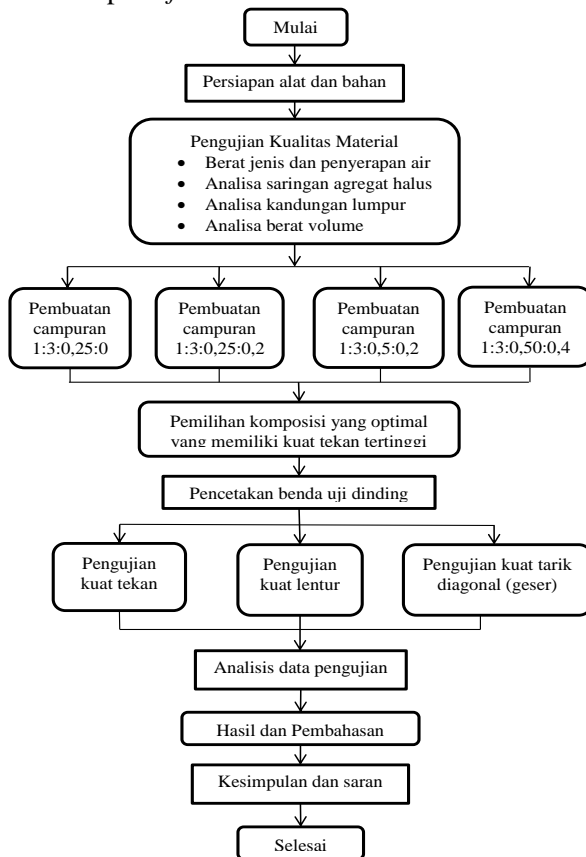 Mulai
Persiapan alat dan bahan
Pengujian Kualitas Material
• Berat jenis dan penyerapan air
• Analisa saringan agregat halus
• Analisa kandungan lumpur
• Analisa berat volume
Pembuatan
campuran
1:3:0,25:0
Pembuatan
campuran
1:3:0,25:0,2
Pembuatan
campuran
1:3:0,5:0,2
Pembuatan
campuran
1:3:0,50:0,4
Pemilihan komposisi yang optimal
yang memiliki kuat tekan tertinggi
Pencetakan benda uji dinding
Pengujian
kuat tekan
Pengujian
kuat lentur
Pengujian kuat tarik
diagonal (geser)
Analisis data pengujian
Hasil dan Pembahasan
Kesimpulan dan saran
Selesai